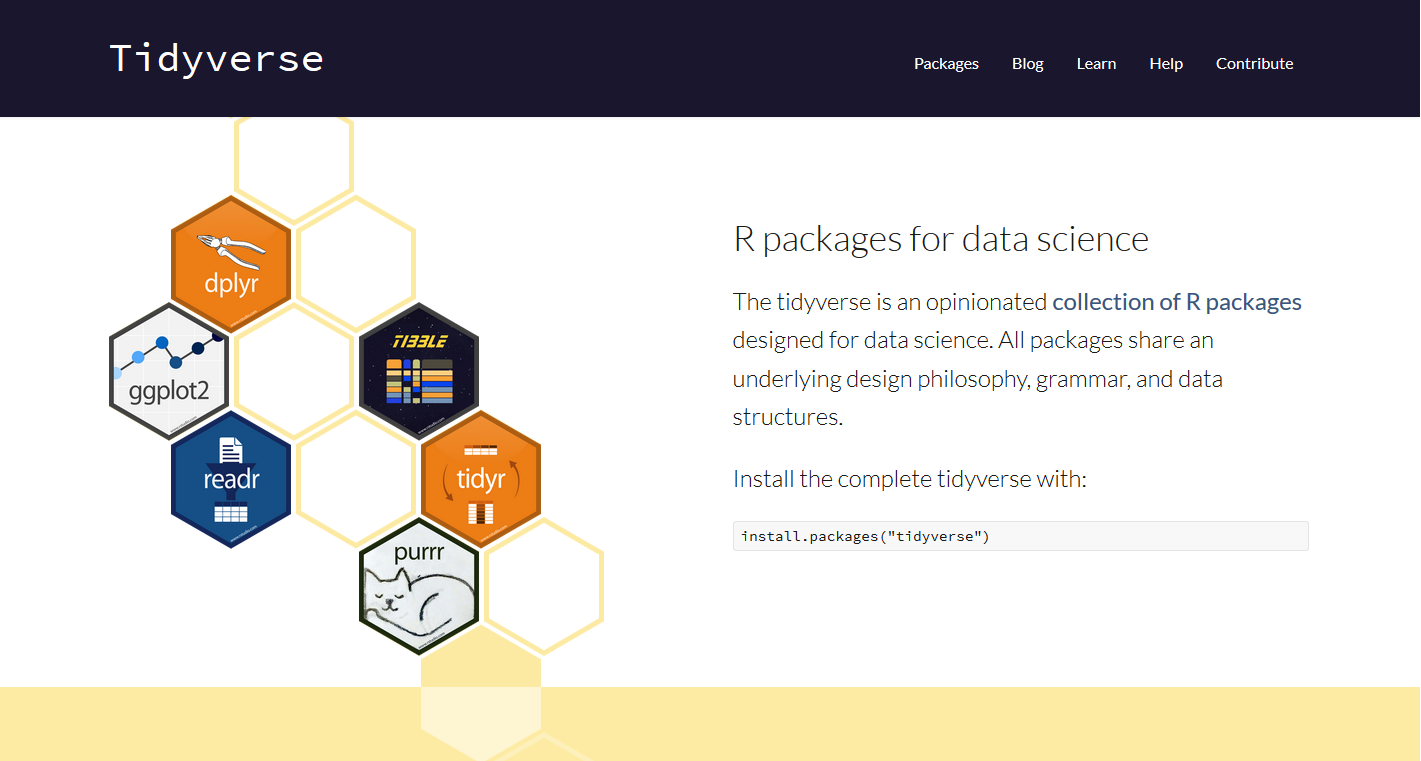 Tidyverse
Packages Blog Learn Help Contribute
dplyr
ggplot2
TIBBLE
readr
tidyr
purrr
R packages for data science
The tidyverse is an opinionated collection of R packages
designed for data science. All packages share an
underlying design philosophy, grammar, and data
structures.
Install the complete tidyverse with:
install.packages("tidyverse")